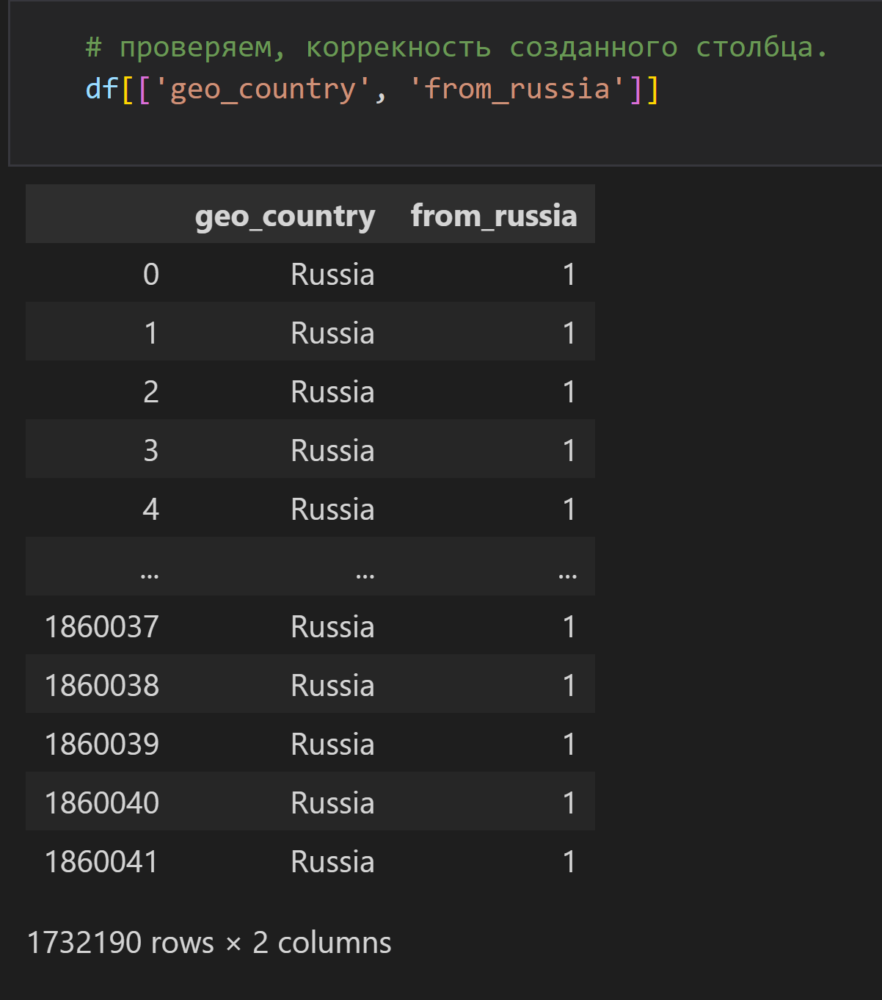 # проверяем, коррекность созданного столбца.
df[['geo_country', 'from_russia']]
geo_country from_russia
0 Russia 1
1 Russia 1
2 Russia 1
3 Russia 1
4 Russia 1
... ... ...
1860037 Russia 1
1860038 Russia 1
1860039 Russia 1
1860040 Russia 1
1860041 Russia 1
1732190 rows × 2 columns